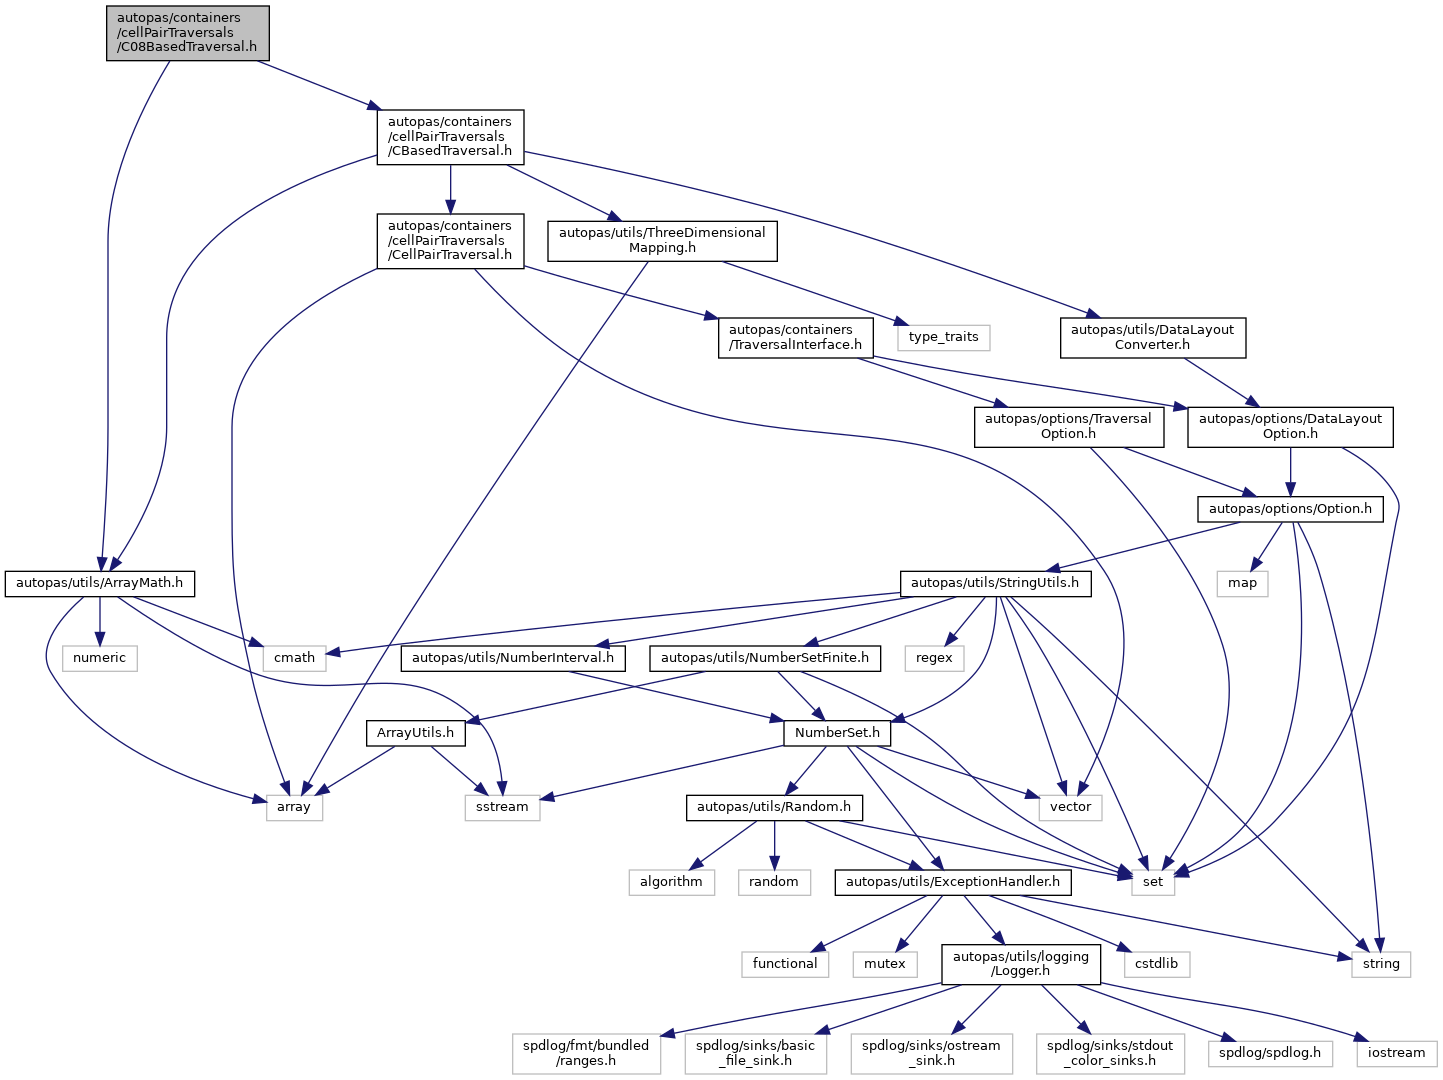 autopas/containers
/cellPairTraversals
/C08BasedTraversal.h
autopas/containers
/cellPairTraversals
/CBasedTraversal.h
autopas/containers
/cellPairTraversals
/CellPairTraversal.h
autopas/utils/ThreeDimensional
Mapping.h
autopas/containers
/TraversalInterface.h
type_traits
autopas/utils/DataLayout
Converter.h
autopas/options/Traversal
Option.h
autopas/options/DataLayout
Option.h
autopas/options/Option.h
autopas/utils/ArrayMath.h
autopas/utils/StringUtils.h
map
numeric
cmath
autopas/utils/NumberInterval.h
autopas/utils/NumberSetFinite.h
regex
ArrayUtils.h
NumberSet.h
array
sstream
autopas/utils/Random.h
vector
algorithm
random
autopas/utils/ExceptionHandler.h
set
functional
mutex
autopas/utils/logging
/Logger.h
cstdlib
string
spdlog/fmt/bundled
/ranges.h
spdlog/sinks/basic
_file_sink.h
spdlog/sinks/ostream
_sink.h
spdlog/sinks/stdout
_color_sinks.h
spdlog/spdlog.h
iostream